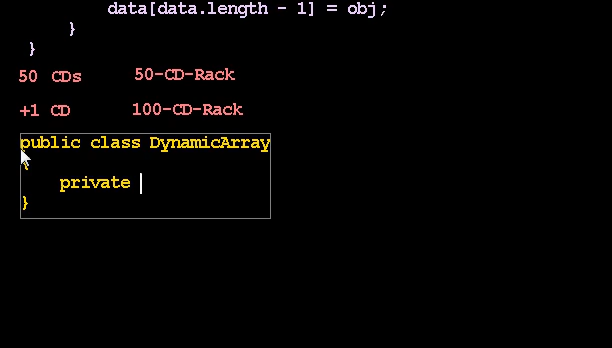 data[data.length - 1] = obj;
}
}
50 CDs 50-CD-Rack
+1 CD 100-CD-Rack
public class DynamicArray
{
private
}